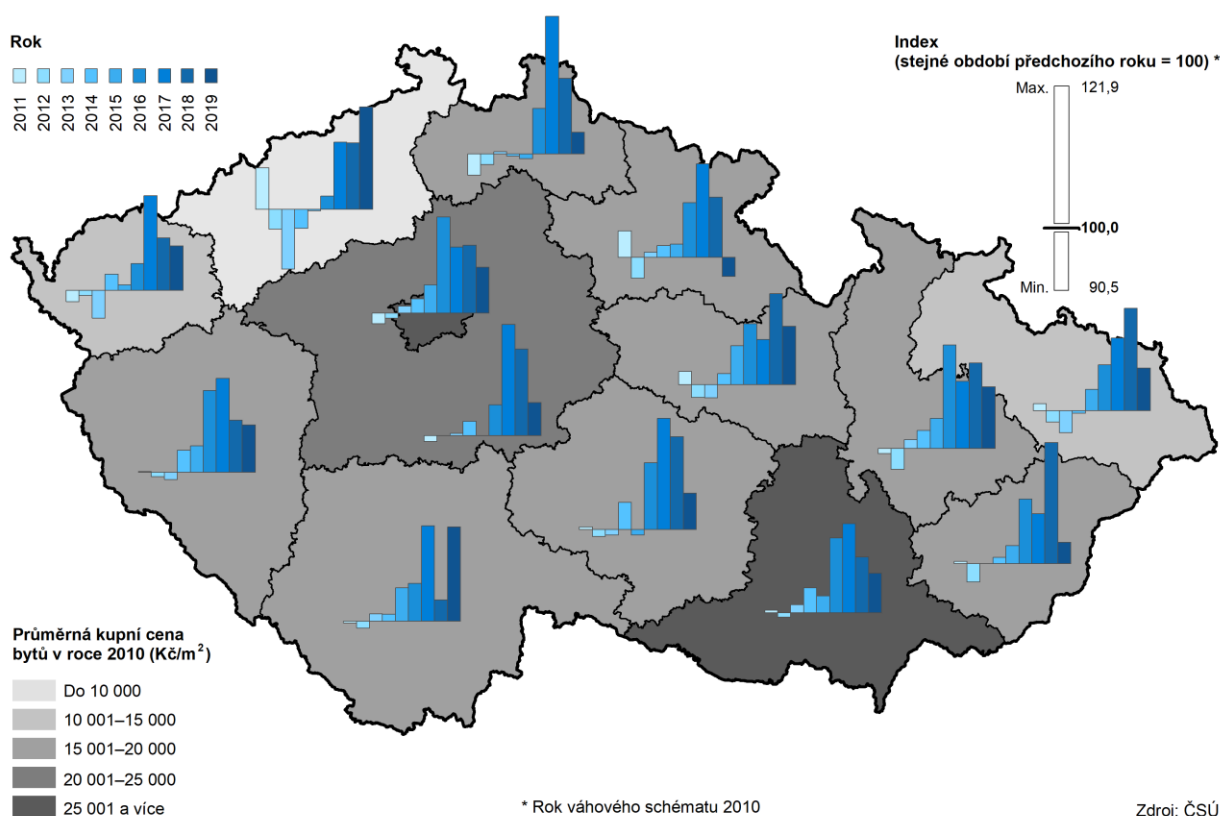 Rok
2011
2012
2013
2014
2015
2016
2017
2018
2019
Index
(stejné období předchozího roku = 100) *
Max.
121,9
100,0
Min.
90,5
Průměrná kupní cena
bytů v roce 2010 (Kč/m²)
Do 10 000
10 001–15 000
15 001–20 000
20 001–25 000
25 001 a více
* Rok váhového schématu 2010
Zdroj: ČSÚ